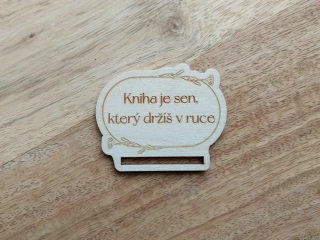 Kniha je sen,
který držíš v ruce